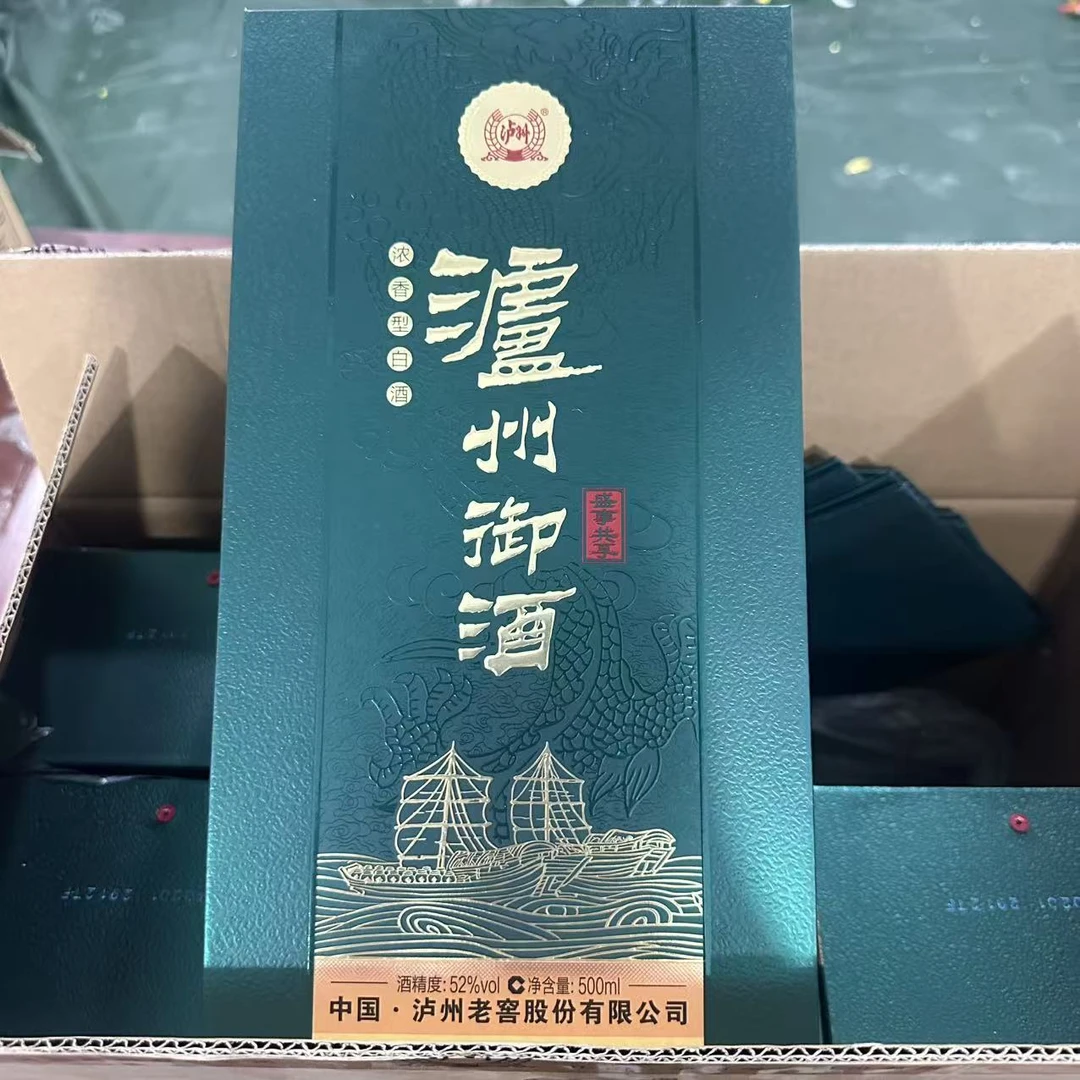 泸州
®
浓香型白酒
瀘州御酒
盛事共享
酒精度: 52%vol C 净含量: 500ml
中国·泸州老窖股份有限公司